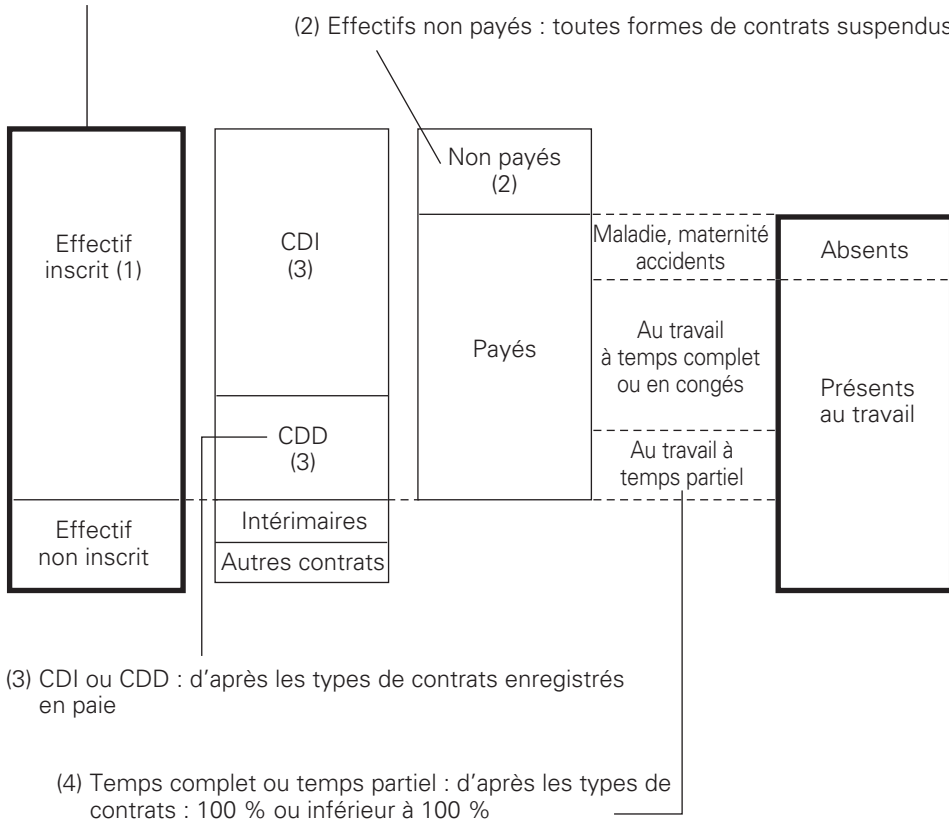 (2) Effectifs non payés : toutes formes de contrats suspendus
Effectif
inscrit (1)
Effectif
non inscrit
CDI
(3)
CDD
(3)
Intérimaires
Autres contrats
Non payés
(2)
Payés
Maladie, maternité
accidents
Au travail
à temps complet
ou en congés
Au travail à
temps partiel
Absents
Présents
au travail
(3) CDI ou CDD : d’après les types de contrats enregistrés
en paie
(4) Temps complet ou temps partiel : d’après les types de
contrats : 100 % ou inférieur à 100 %